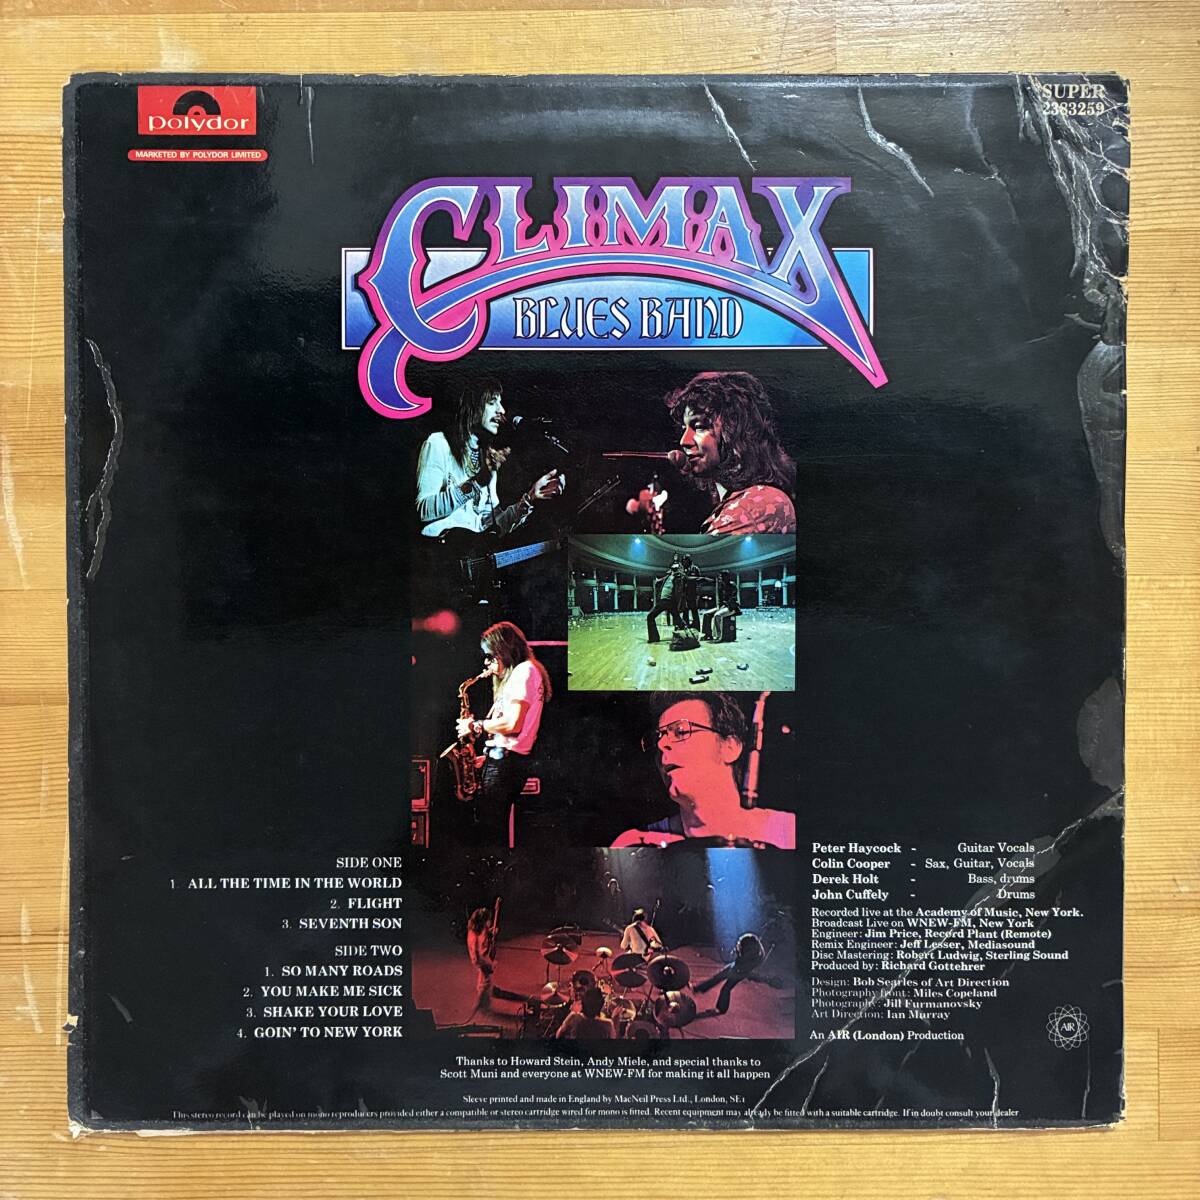 polydor
MARKETED BY POLYDOR LIMITED
SUPER
2383259
CLIMAX
BLUES BAND
SIDE ONE
1. ALL THE TIME IN THE WORLD
2. FLIGHT
3. SEVENTH SON
SIDE TWO
1. SO MANY ROADS
2. YOU MAKE ME SICK
3. SHAKE YOUR LOVE
4. GOIN' TO NEW YORK
Peter Haycock - Guitar Vocals
Colin Cooper - Sax, Guitar, Vocals
Derek Holt - Bass, drums
John Cuffely - Drums
Recorded live at the Academy of Music, New York.
Broadcast Live on WNEW-FM, New York
Engineer: Jim Price, Record Plant (Remote)
Remix Engineer: Jeff Lesser, Mediasound
Disc Mastering: Robert Ludwig, Sterling Sound
Produced by: Richard Gottehrer
Design: Bob Searles of Art Direction
Photography front: Miles Copeland
Photography: Jill Furmanovsky
Art Direction: Ian Murray
An AIR (London) Production
AIR
Thanks to Howard Stein, Andy Miele, and special thanks to
Scott Muni and everyone at WNEW-FM for making it all happen
Sleeve printed and made in England by MacNeil Press Ltd., London, SE1
This stereo record can be played on mono reproducers provided either a compatible or stereo cartridge wired for mono is fitted. Recent equipment may already be fitted with a suitable cartridge. If in doubt consult your dealer